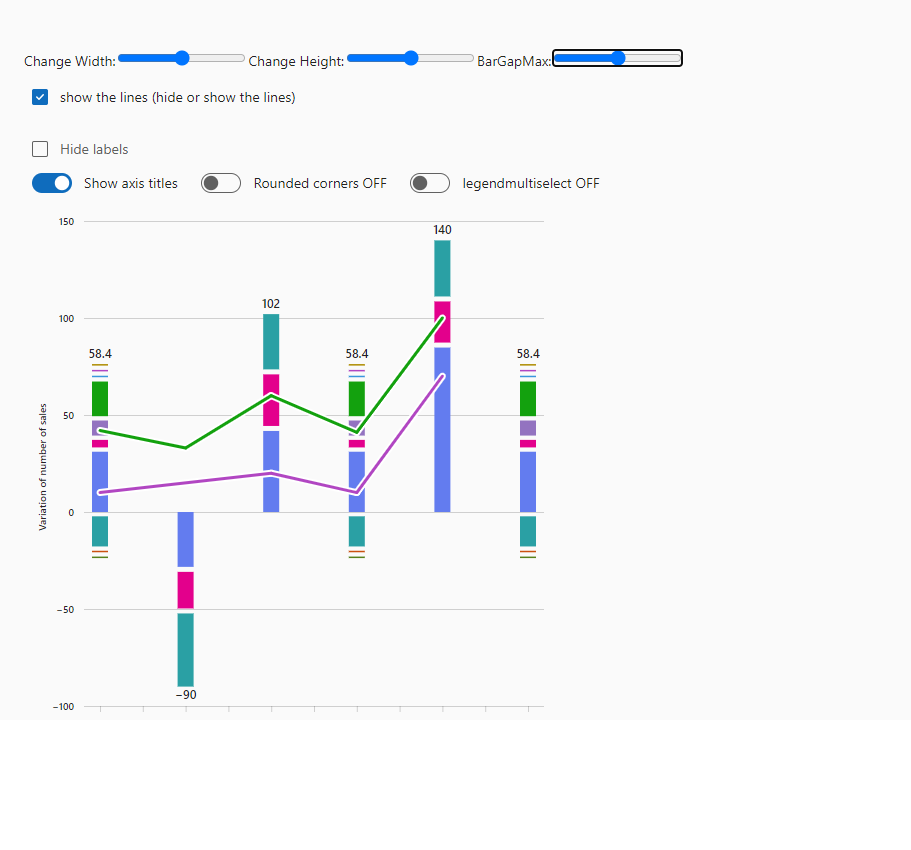 Change Width: Change Height: BarGapMax:
show the lines (hide or show the lines)
Hide labels
Show axis titles Rounded corners OFF legendmultiselect OFF
150
140
102
100
58.4 58.4 58.4
50
Variation of number of sales
0
−50
−90
−100